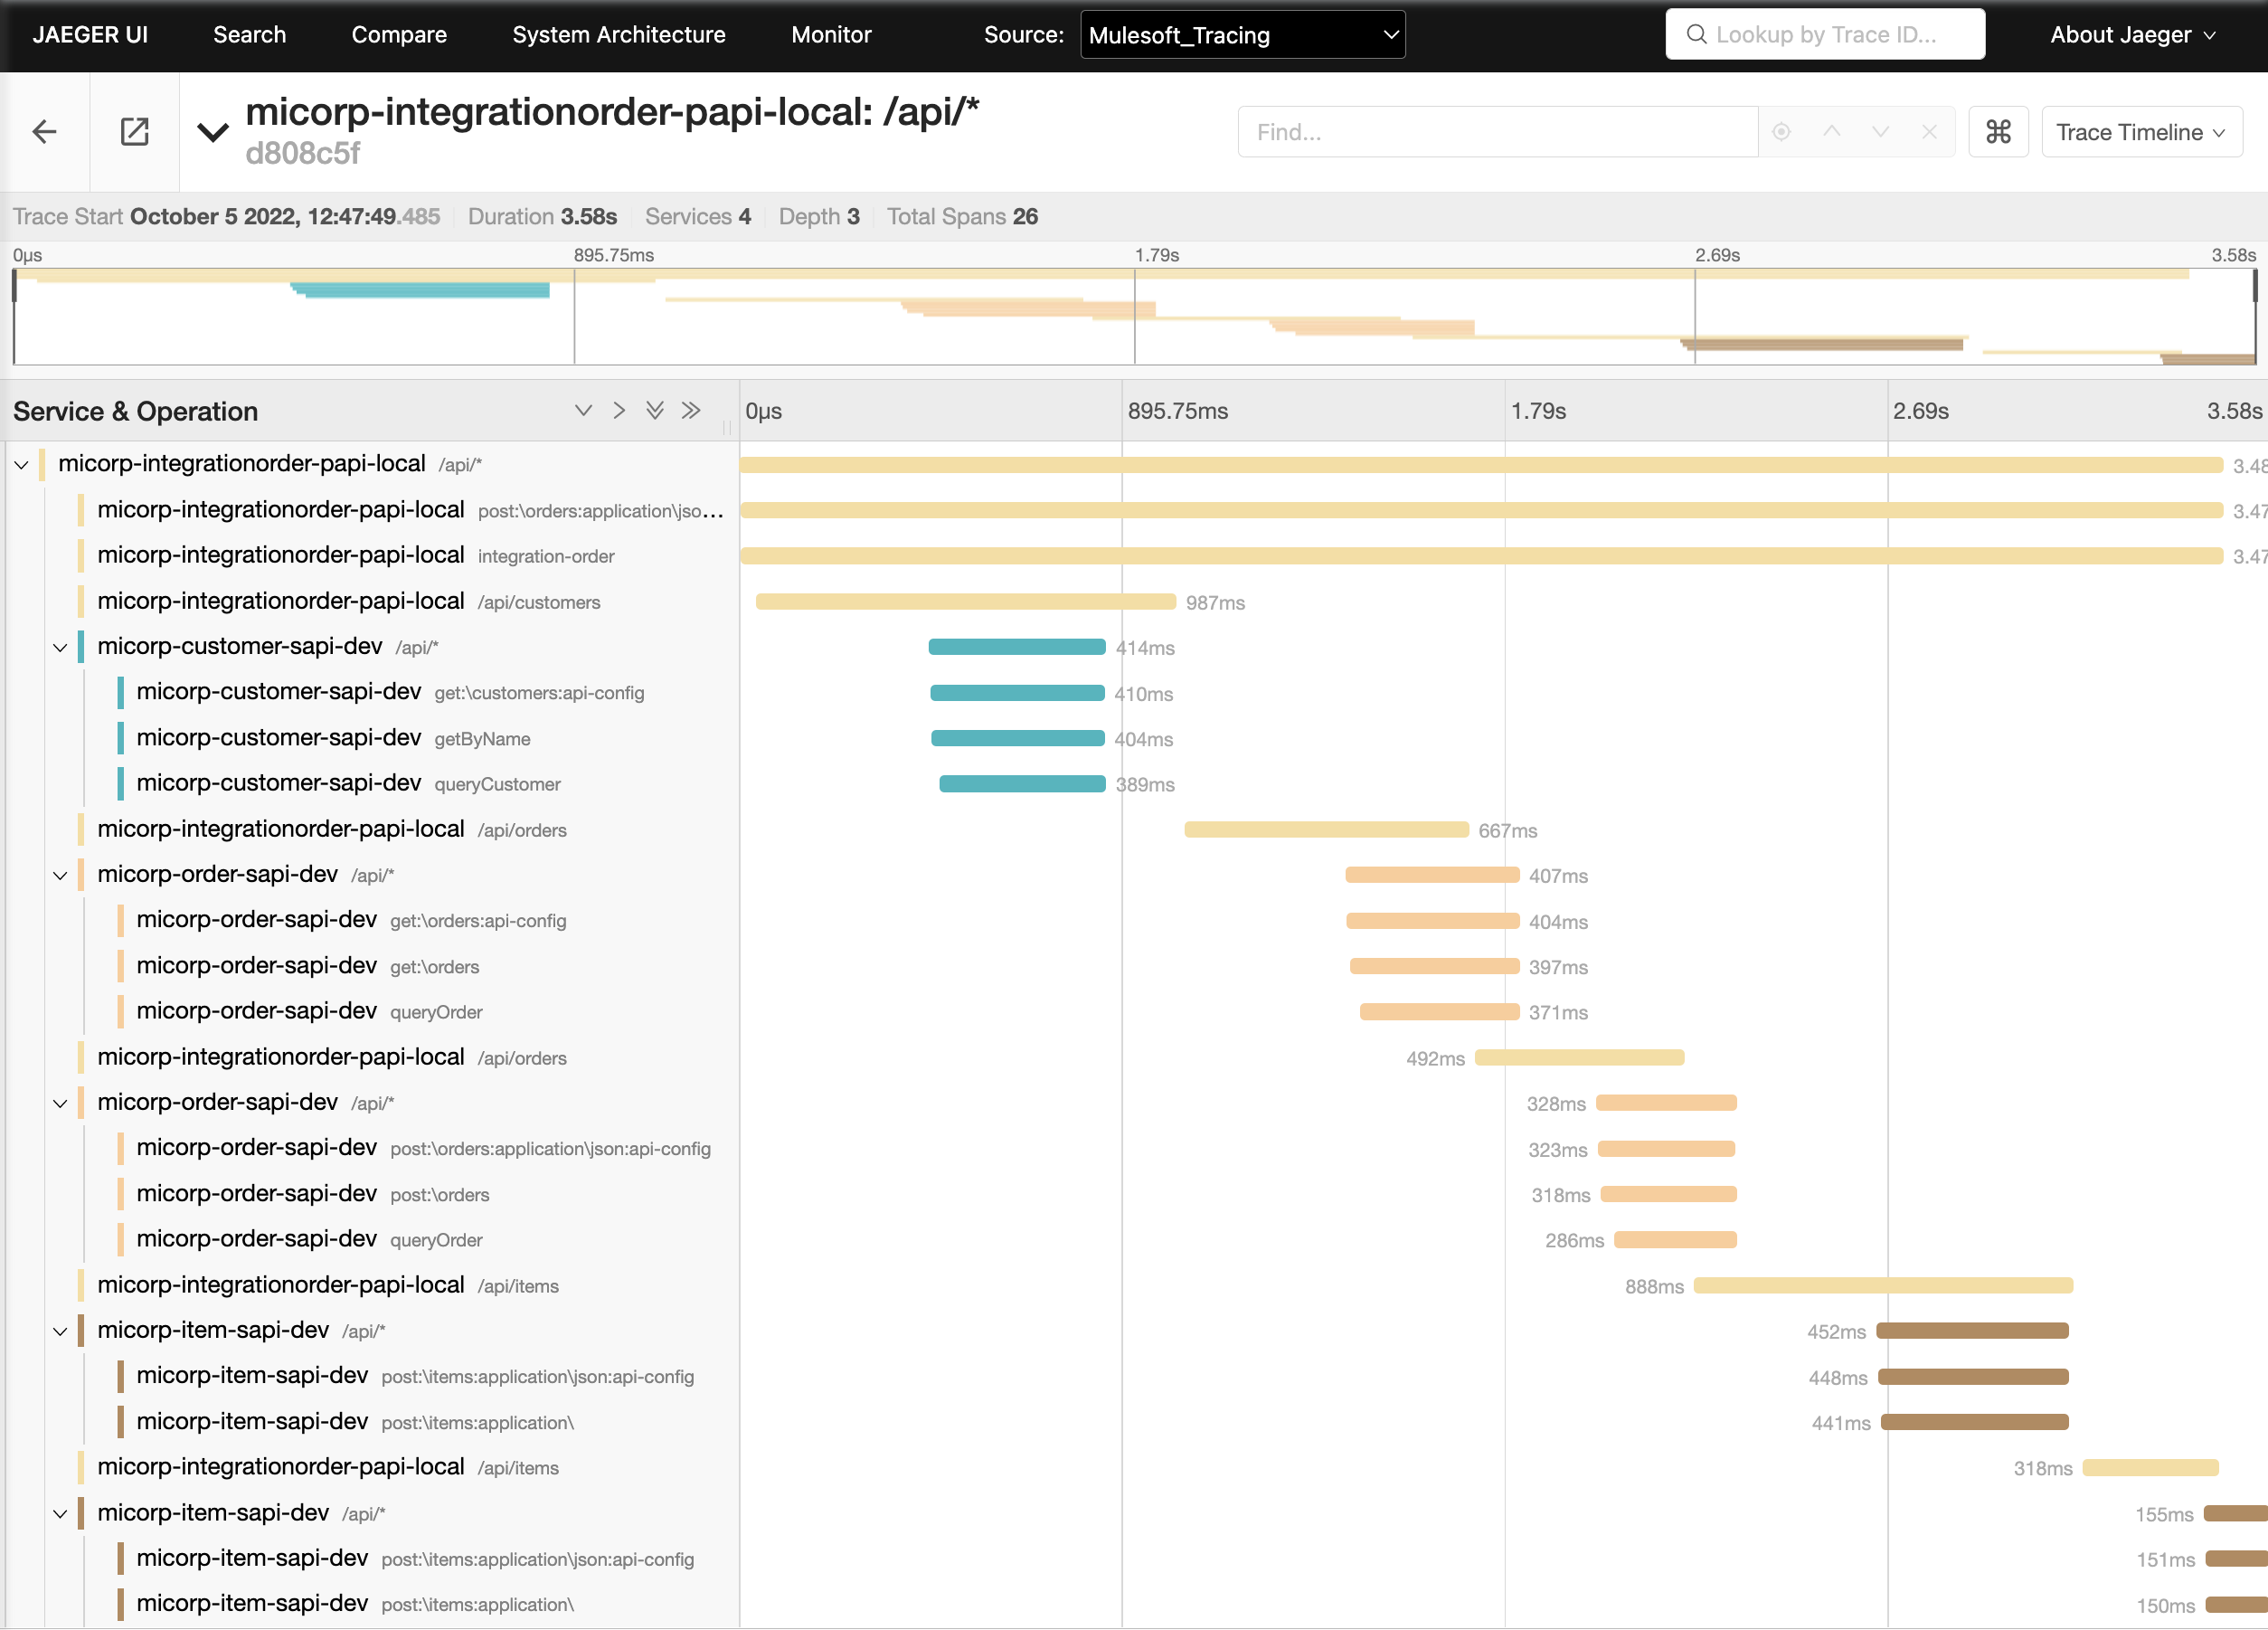 JAEGER UI Search Compare System Architecture Monitor Source: Mulesoft_Tracing Lookup by Trace ID... About Jaeger
micorp-integrationorder-papi-local: /api/*
d808c5f
Find...
Trace Timeline
Trace Start October 5 2022, 12:47:49.485 Duration 3.58s Services 4 Depth 3 Total Spans 26
0μs 895.75ms 1.79s 2.69s 3.58s
Service & Operation 0μs 895.75ms 1.79s 2.69s 3.58s
micorp-integrationorder-papi-local /api/* 3.48
micorp-integrationorder-papi-local post:\orders:application\jso... 3.47
micorp-integrationorder-papi-local integration-order 3.47
micorp-integrationorder-papi-local /api/customers 987ms
micorp-customer-sapi-dev /api/* 414ms
micorp-customer-sapi-dev get:\customers:api-config 410ms
micorp-customer-sapi-dev getByName 404ms
micorp-customer-sapi-dev queryCustomer 389ms
micorp-integrationorder-papi-local /api/orders 667ms
micorp-order-sapi-dev /api/* 407ms
micorp-order-sapi-dev get:\orders:api-config 404ms
micorp-order-sapi-dev get:\orders 397ms
micorp-order-sapi-dev queryOrder 371ms
micorp-integrationorder-papi-local /api/orders 492ms
micorp-order-sapi-dev /api/* 328ms
micorp-order-sapi-dev post:\orders:application\json:api-config 323ms
micorp-order-sapi-dev post:\orders 318ms
micorp-order-sapi-dev queryOrder 286ms
micorp-integrationorder-papi-local /api/items 888ms
micorp-item-sapi-dev /api/* 452ms
micorp-item-sapi-dev post:\items:application\json:api-config 448ms
micorp-item-sapi-dev post:\items:application\ 441ms
micorp-integrationorder-papi-local /api/items 318ms
micorp-item-sapi-dev /api/* 155ms
micorp-item-sapi-dev post:\items:application\json:api-config 151ms
micorp-item-sapi-dev post:\items:application\ 150ms